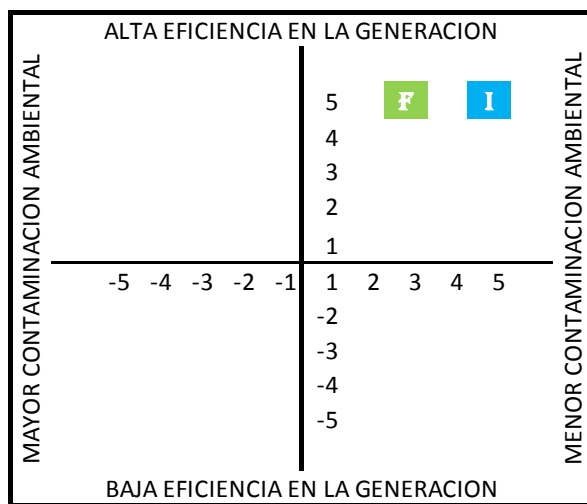 ALTA EFICIENCIA EN LA GENERACION
MAYOR CONTAMINACION AMBIENTAL
MENOR CONTAMINACION AMBIENTAL
5 F I
4
3
2
1
-5 -4 -3 -2 -1 1 2 3 4 5
-2
-3
-4
-5
BAJA EFICIENCIA EN LA GENERACION